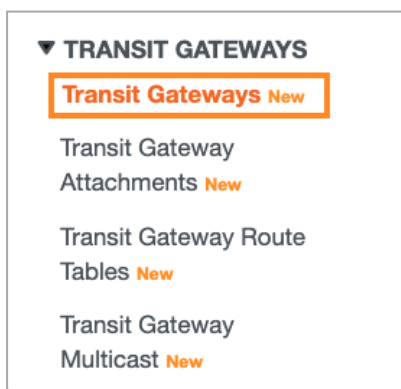 TRANSIT GATEWAYS
Transit Gateways New
Transit Gateway
Attachments New
Transit Gateway Route
Tables New
Transit Gateway
Multicast New